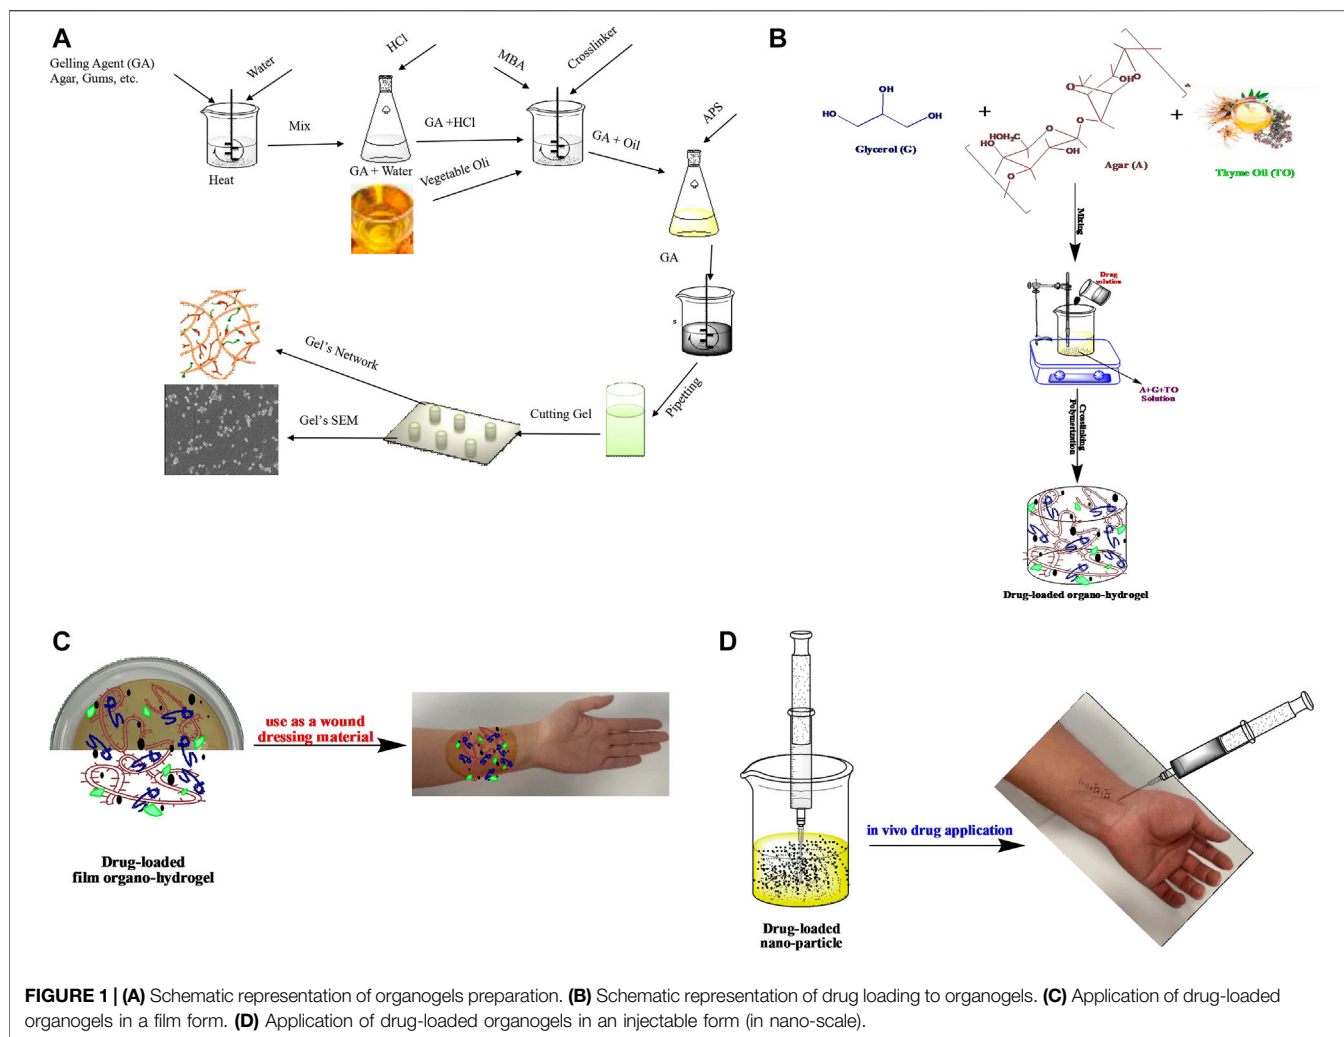 A
Gelling Agent (GA)
Agar, Gums, etc.
Water
Heat
Mix
HCl
GA + Water
GA +HCl
Vegetable Oli
MBA
Crosslinker
GA + Oil
APS
GA
s
Pipetting
Cutting Gel
Gel's Network
Gel's SEM
B
OH
HO
OH
Glycerol (G)
+
OH
O
O
O
HOH₂C
HO
O
O
OH
O
Agar (A)
+
Thyme Oil (TO)
Mixing
Drug
solution
A+G+TO
Solution
Crosslinking
Polymerization
Drug-loaded organo-hydrogel
C
use as a wound
dressing material
Drug-loaded
film organo-hydrogel
D
in vivo drug application
Drug-loaded
nano-particle
FIGURE 1 | (A) Schematic representation of organogels preparation. (B) Schematic representation of drug loading to organogels. (C) Application of drug-loaded
organogels in a film form. (D) Application of drug-loaded organogels in an injectable form (in nano-scale).